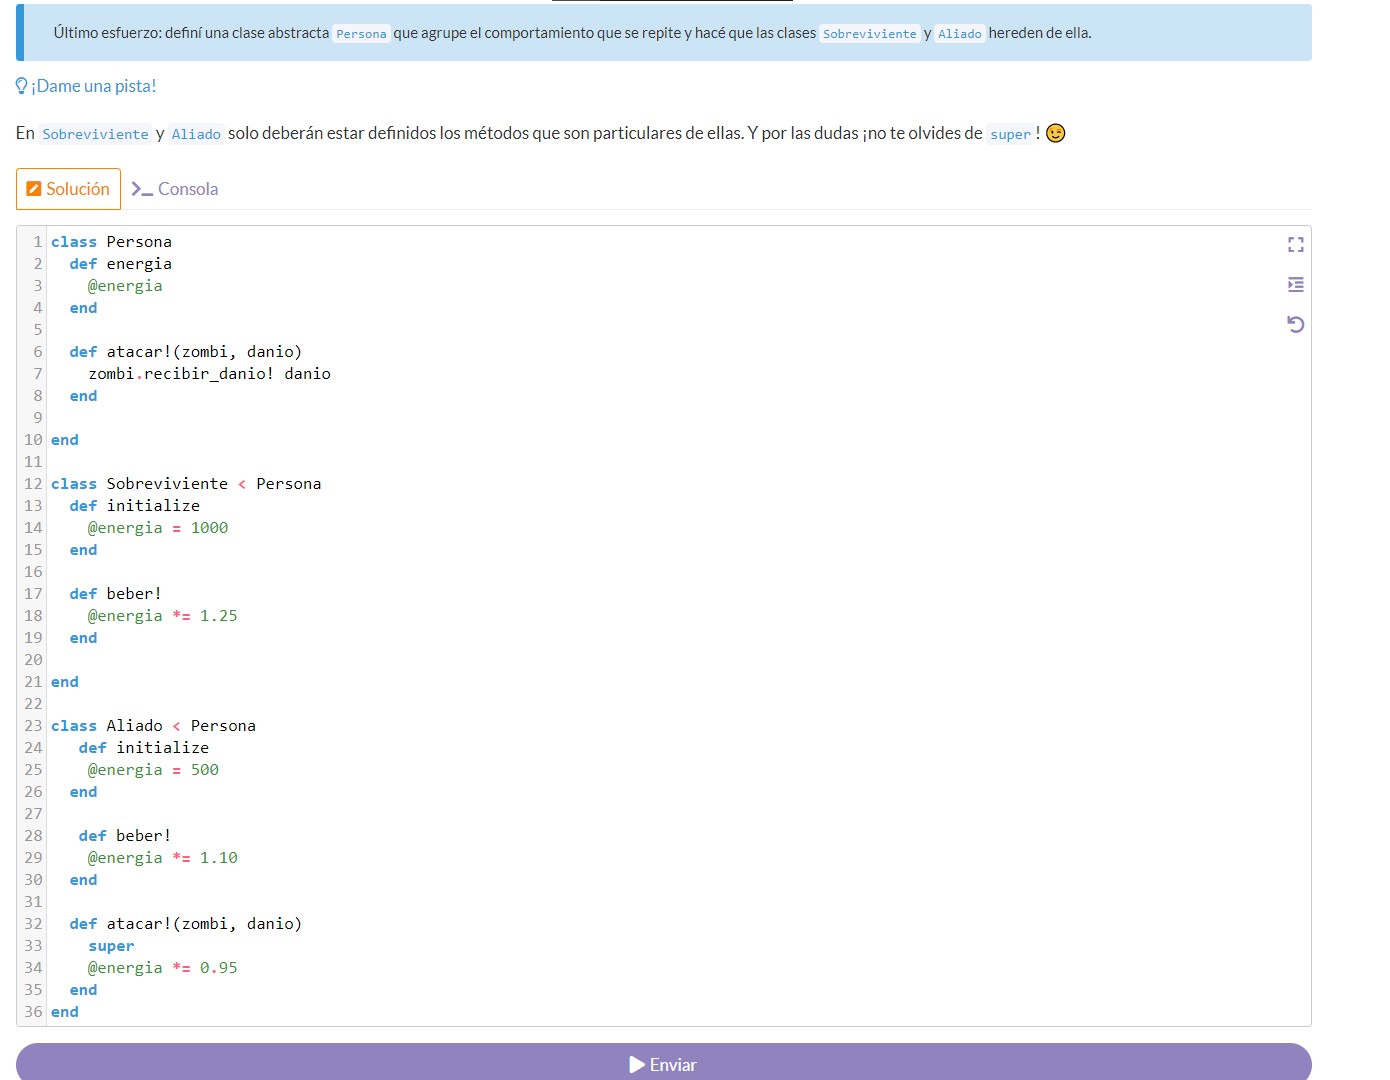 Último esfuerzo: definí una clase abstracta Persona que agrupe el comportamiento que se repite y hacé que las clases Sobreviviente y Aliado hereden de ella.
¡Dame una pista!
En Sobreviviente y Aliado solo deberán estar definidos los métodos que son particulares de ellas. Y por las dudas ¡no te olvides de super! 😉
Solución >_ Consola
1 class Persona
2   def energia
3     @energia
4   end
5
6   def atacar!(zombi, danio)
7     zombi.recibir_danio! danio
8   end
9
10 end
11
12 class Sobreviviente < Persona
13   def initialize
14     @energia = 1000
15   end
16
17   def beber!
18     @energia *= 1.25
19   end
20
21 end
22
23 class Aliado < Persona
24    def initialize
25     @energia = 500
26   end
27
28    def beber!
29     @energia *= 1.10
30   end
31
32   def atacar!(zombi, danio)
33     super
34     @energia *= 0.95
35   end
36 end
Enviar